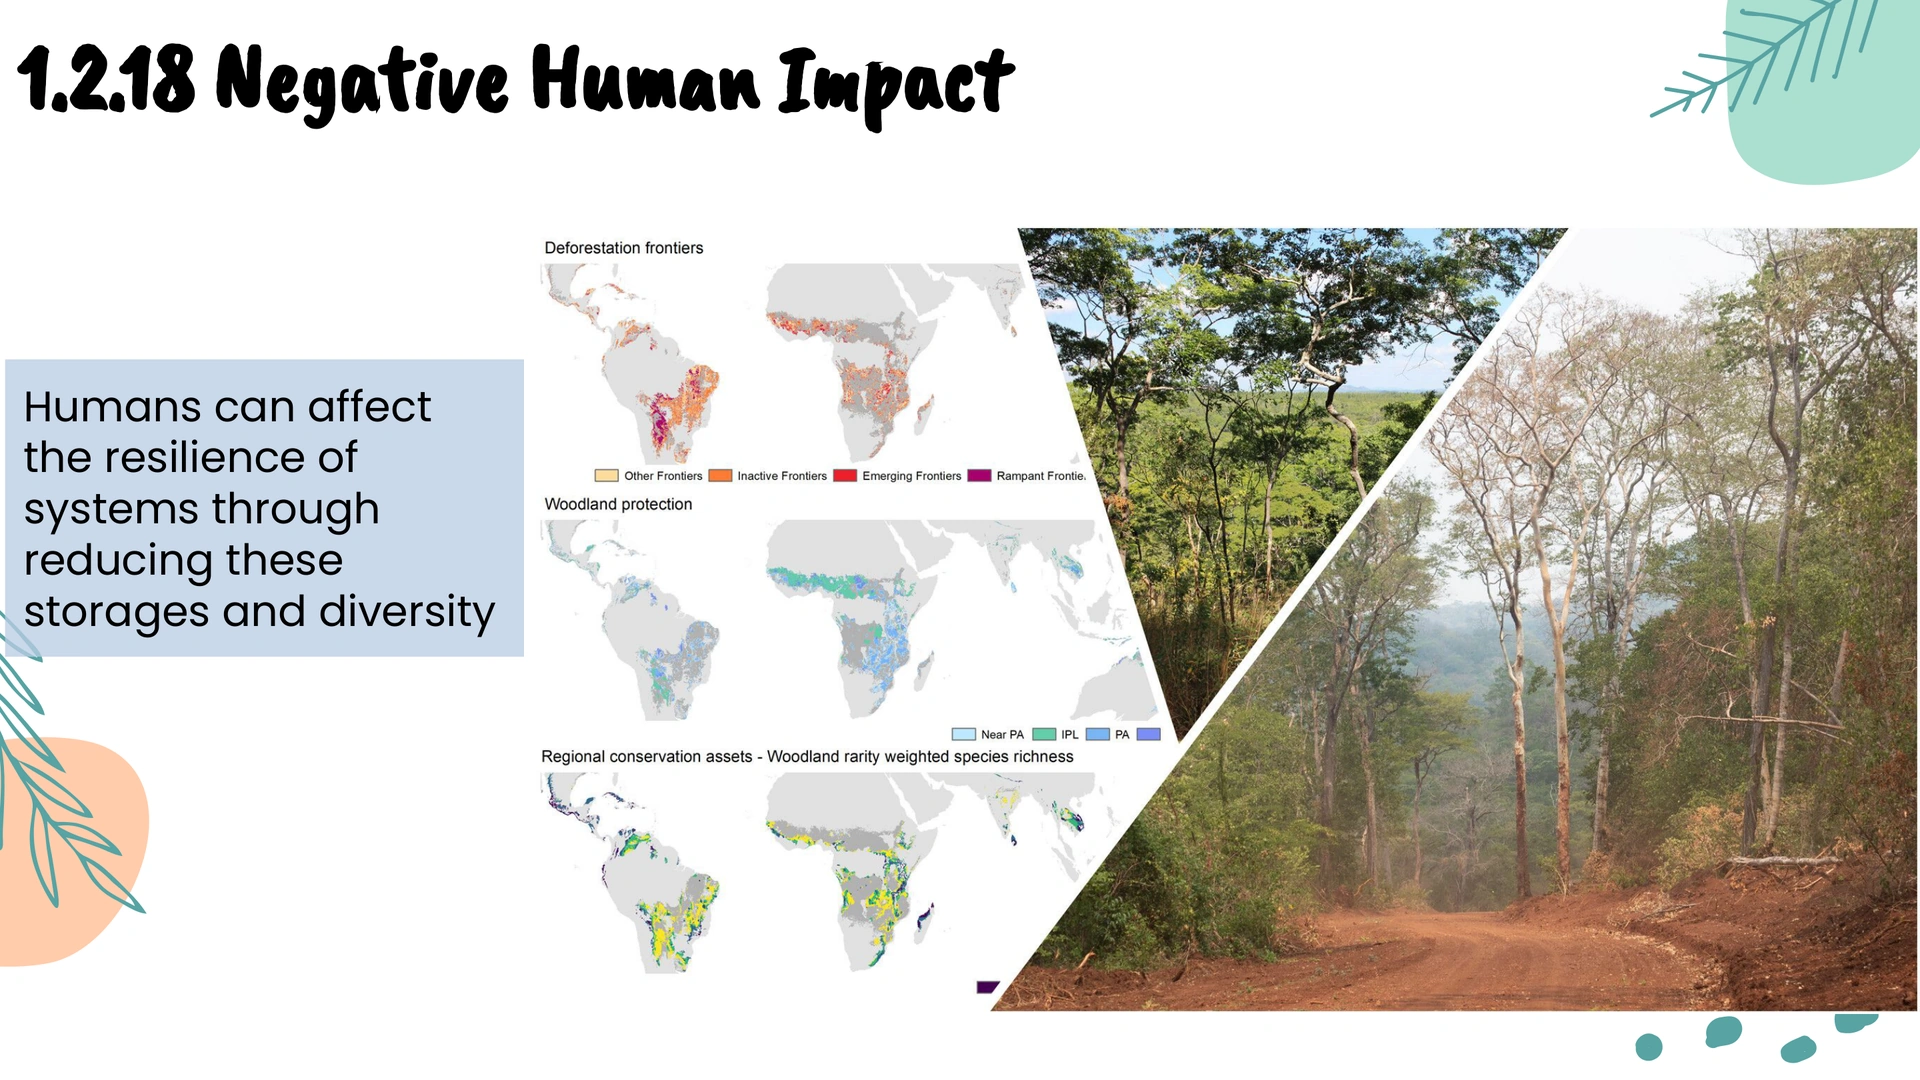 1.2.18 Negative Human Impact
Humans can affect
the resilience of
systems through
reducing these
storages and diversity
Deforestation frontiers
Other Frontiers Inactive Frontiers Emerging Frontiers Rampant Frontie
Woodland protection
Near PA IPL PA
Regional conservation assets - Woodland rarity weighted species richness